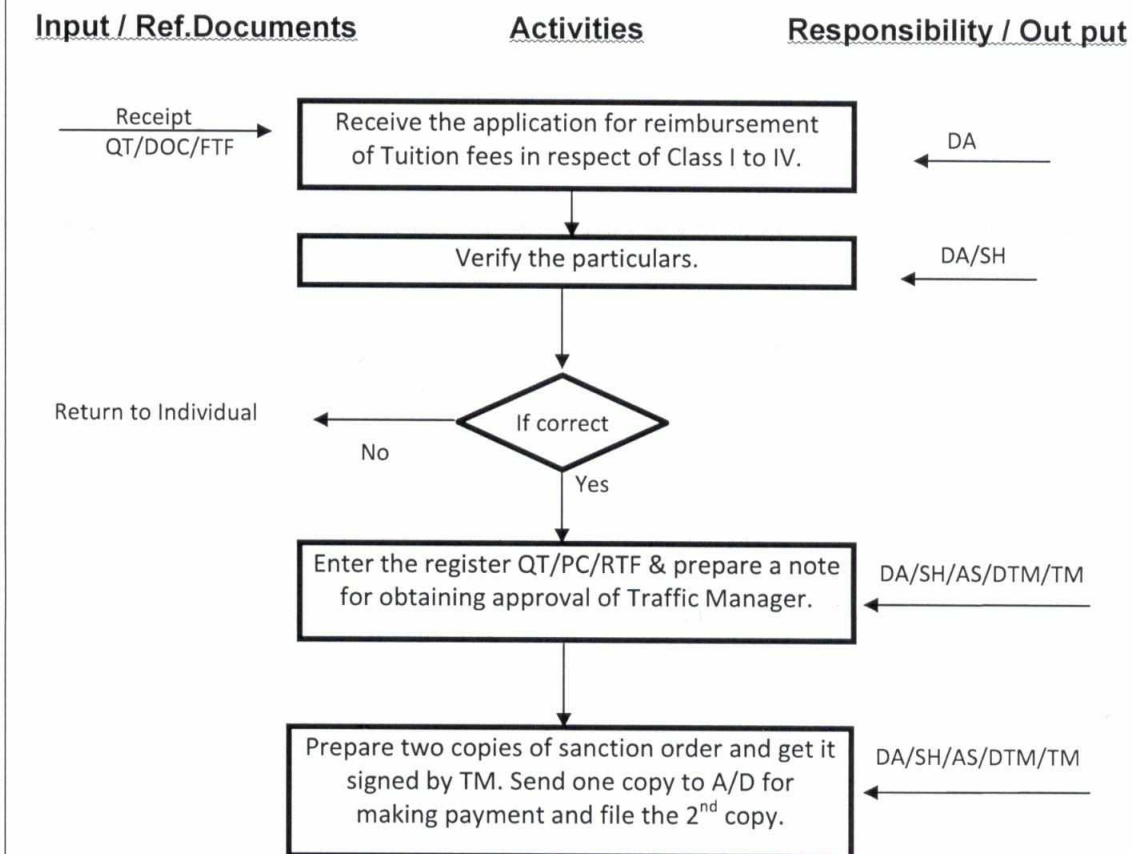 Input / Ref.Documents Activities Responsibility / Out put
Receipt
QT/DOC/FTF
Receive the application for reimbursement
of Tuition fees in respect of Class I to IV.
DA
Verify the particulars.
DA/SH
Return to Individual
If correct
No
Yes
Enter the register QT/PC/RTF & prepare a note
for obtaining approval of Traffic Manager.
DA/SH/AS/DTM/TM
Prepare two copies of sanction order and get it
signed by TM. Send one copy to A/D for
making payment and file the 2nd copy.
DA/SH/AS/DTM/TM